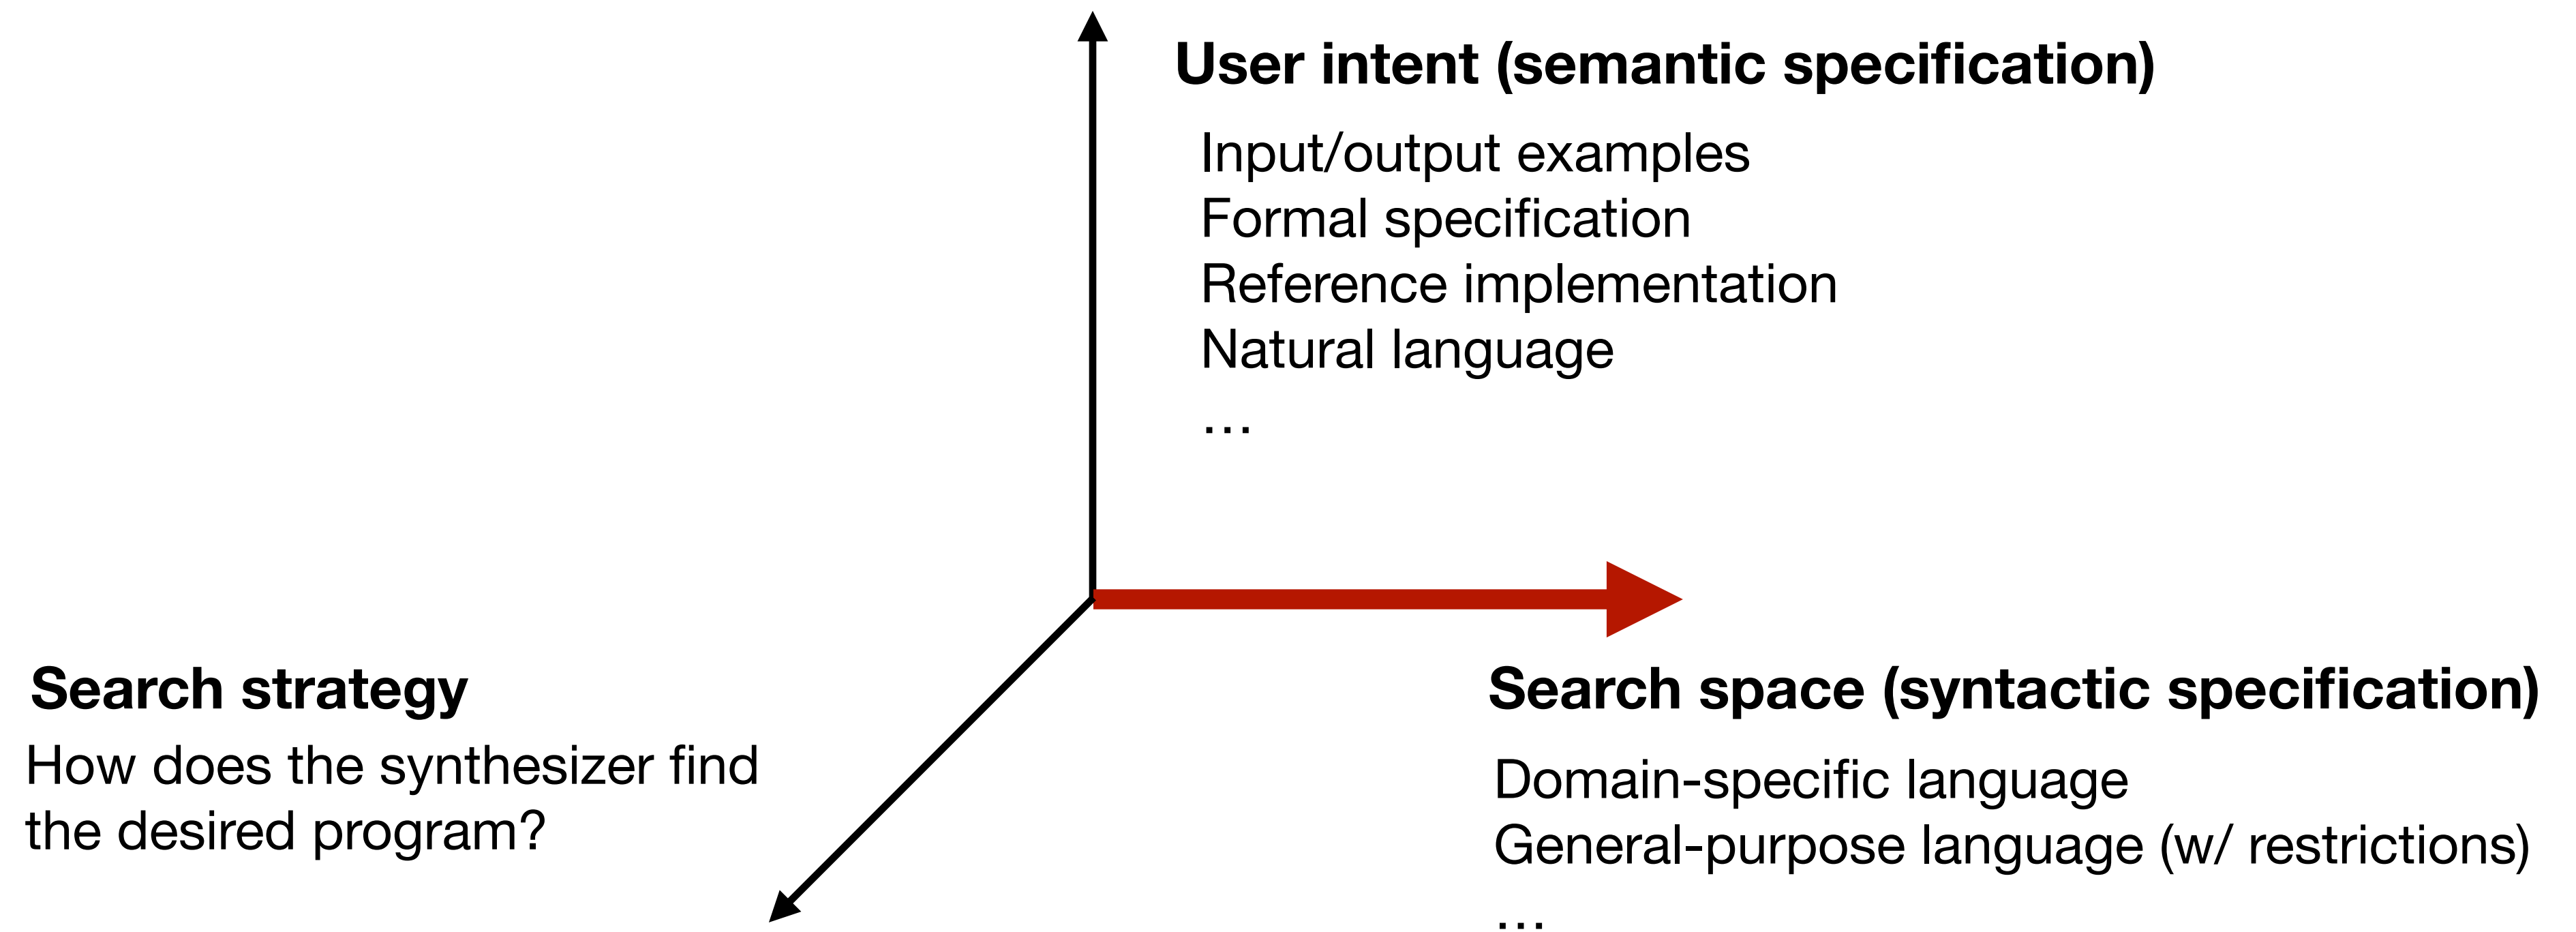 User intent (semantic specification)
Input/output examples
Formal specification
Reference implementation
Natural language
…
Search strategy
How does the synthesizer find
the desired program?
Search space (syntactic specification)
Domain-specific language
General-purpose language (w/ restrictions)
…